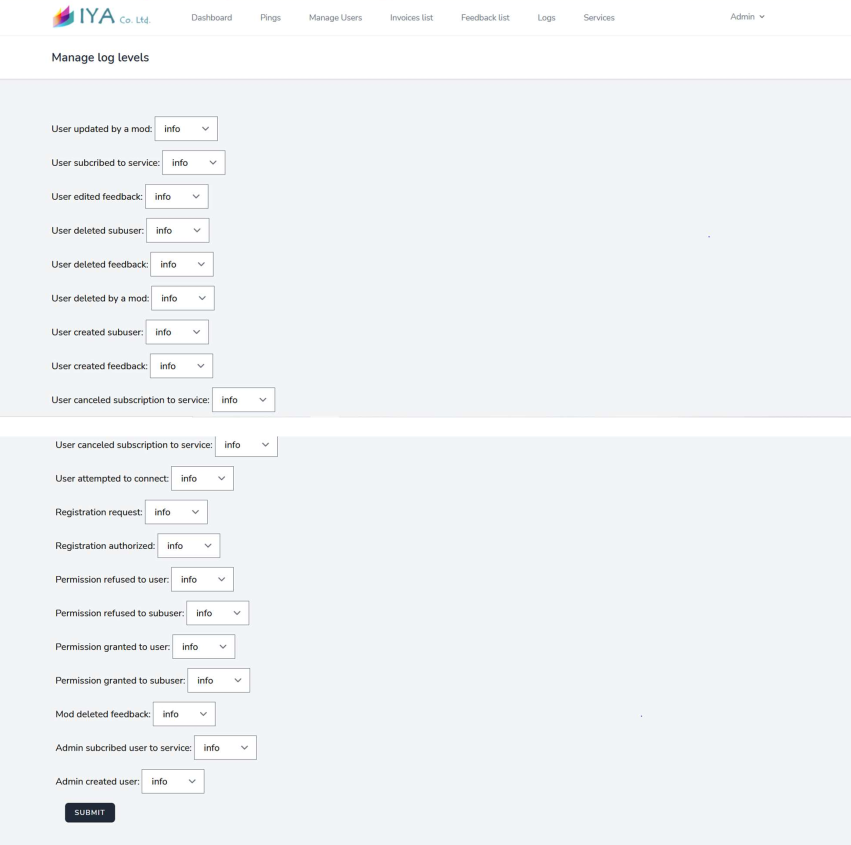 IYA Co. Ltd. Dashboard Pings Manage Users Invoices list Feedback list Logs Services Admin
Manage log levels
User updated by a mod: info
User subcribed to service: info
User edited feedback: info
User deleted subuser: info
User deleted feedback: info
User deleted by a mod: info
User created subuser: info
User created feedback: info
User canceled subscription to service: info
User canceled subscription to service: info
User attempted to connect: info
Registration request: info
Registration authorized: info
Permission refused to user: info
Permission refused to subuser: info
Permission granted to user: info
Permission granted to subuser: info
Mod deleted feedback: info
Admin subcribed user to service: info
Admin created user: info
SUBMIT